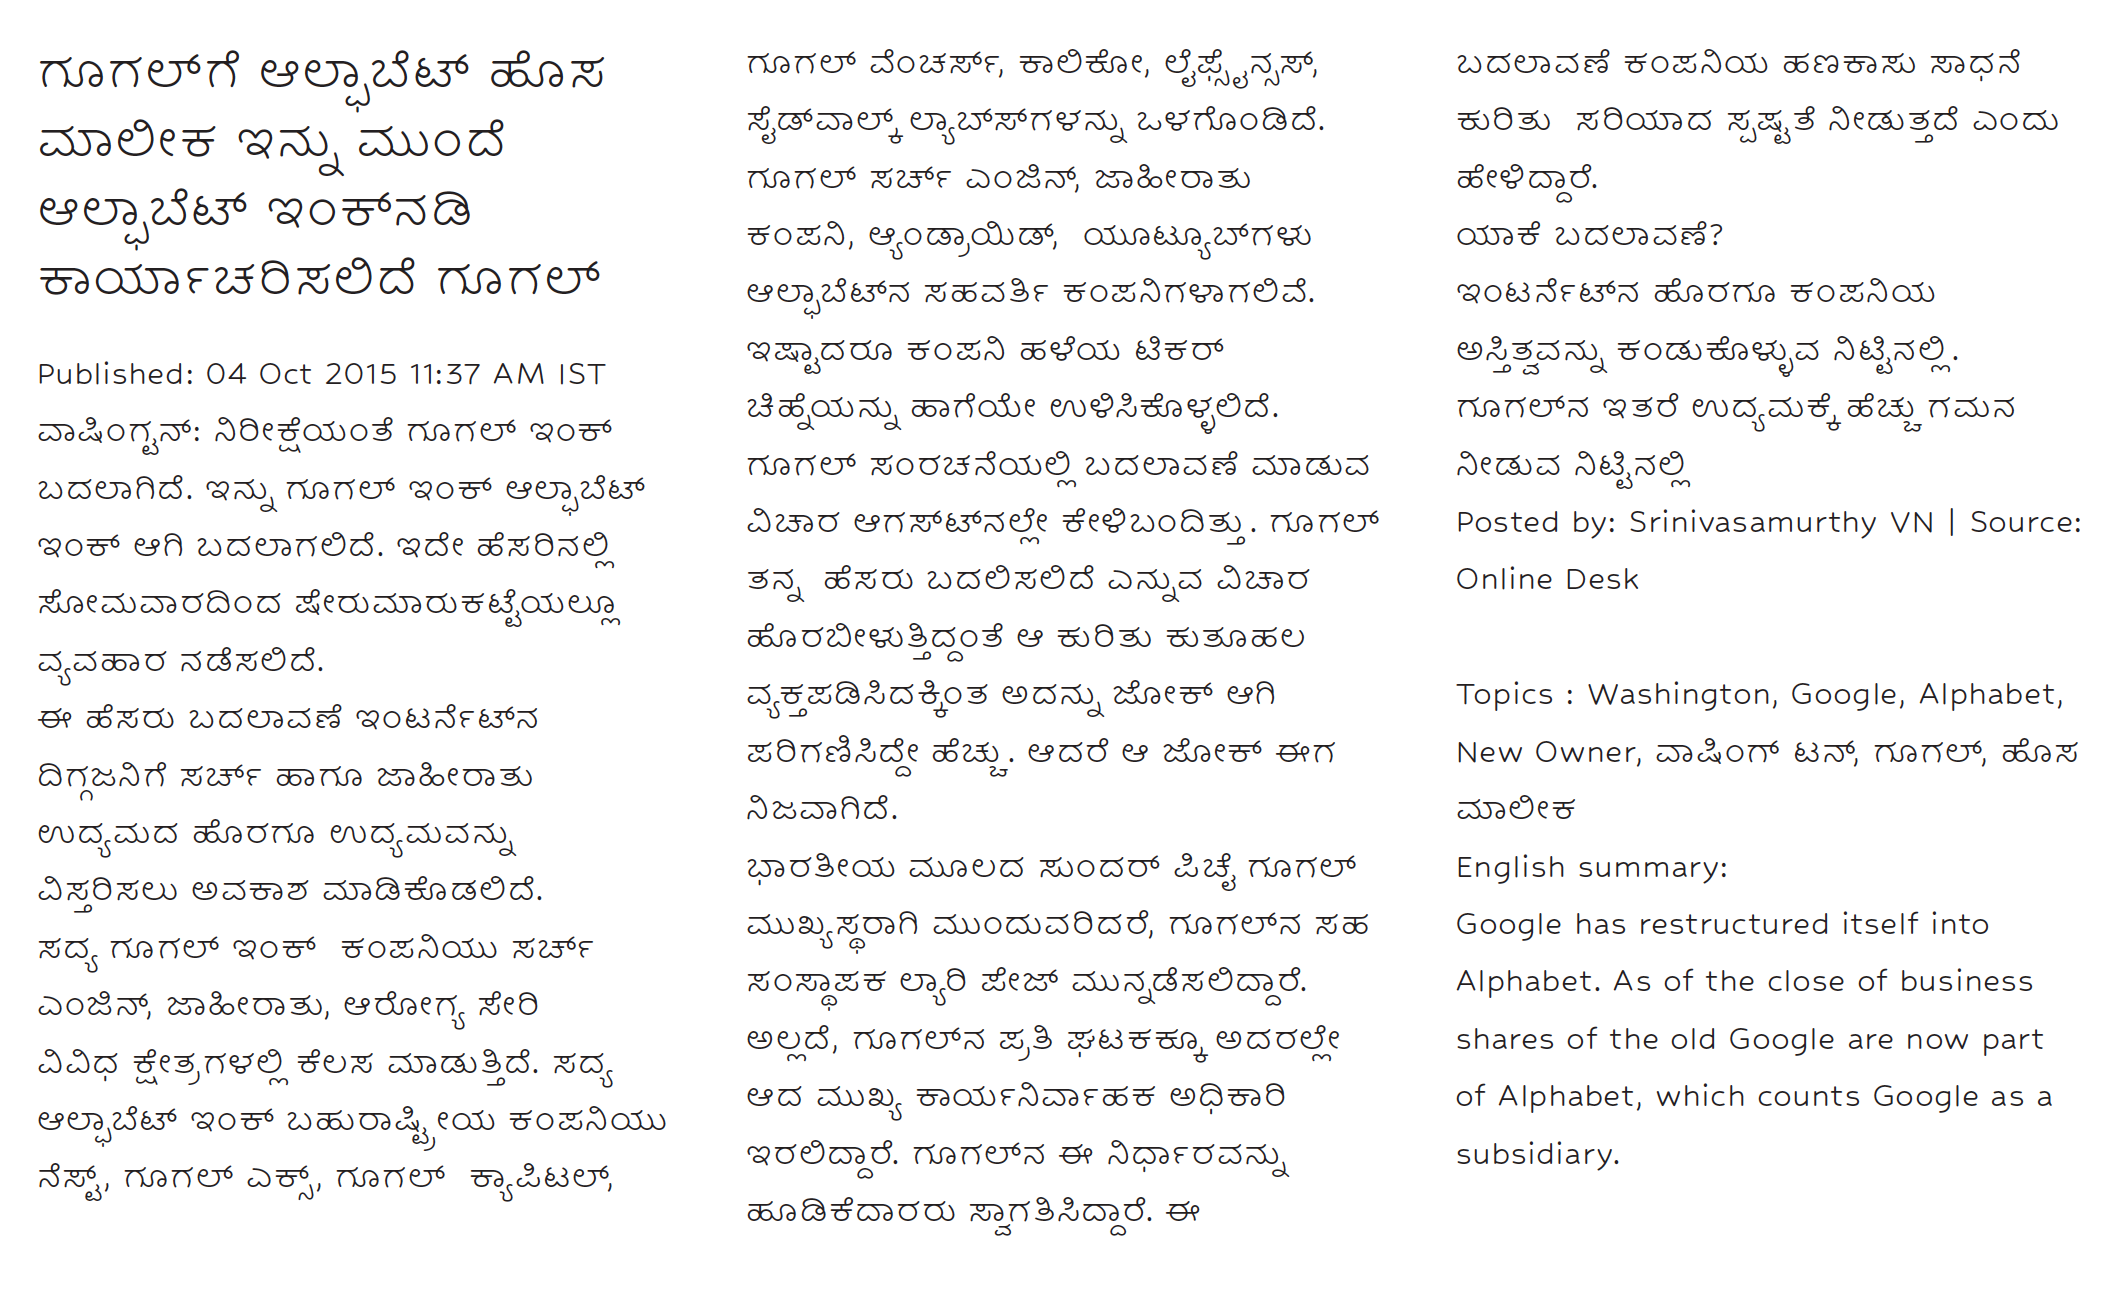 ಗೂಗಲ್‌ಗೆ ಆಲ್ಫಾಬೆಟ್ ಹೊಸ
ಮಾಲೀಕ ಇನ್ನು ಮುಂದೆ
ಆಲ್ಫಾಬೆಟ್ ಇಂಕ್‌ನಡಿ
ಕಾರ್ಯಾಚರಿಸಲಿದೆ ಗೂಗಲ್
Published: 04 Oct 2015 11:37 AM IST
ವಾಷಿಂಗ್ಟನ್: ನಿರೀಕ್ಷೆಯಂತೆ ಗೂಗಲ್ ಇಂಕ್
ಬದಲಾಗಿದೆ. ಇನ್ನು ಗೂಗಲ್ ಇಂಕ್ ಆಲ್ಫಾಬೆಟ್
ಇಂಕ್ ಆಗಿ ಬದಲಾಗಲಿದೆ. ಇದೇ ಹೆಸರಿನಲ್ಲಿ
ಸೋಮವಾರದಿಂದ ಷೇರುಮಾರುಕಟ್ಟೆಯಲ್ಲೂ
ವ್ಯವಹಾರ ನಡೆಸಲಿದೆ.
ಈ ಹೆಸರು ಬದಲಾವಣೆ ಇಂಟರ್ನೆಟ್‌ನ
ದಿಗ್ಗಜನಿಗೆ ಸರ್ಚ್ ಹಾಗೂ ಜಾಹೀರಾತು
ಉದ್ಯಮದ ಹೊರಗೂ ಉದ್ಯಮವನ್ನು
ವಿಸ್ತರಿಸಲು ಅವಕಾಶ ಮಾಡಿಕೊಡಲಿದೆ.
ಸದ್ಯ ಗೂಗಲ್ ಇಂಕ್  ಕಂಪನಿಯು ಸರ್ಚ್
ಎಂಜಿನ್, ಜಾಹೀರಾತು, ಆರೋಗ್ಯ ಸೇರಿ
ವಿವಿಧ ಕ್ಷೇತ್ರಗಳಲ್ಲಿ ಕೆಲಸ ಮಾಡುತ್ತಿದೆ. ಸದ್ಯ
ಆಲ್ಫಾಬೆಟ್ ಇಂಕ್ ಬಹುರಾಷ್ಟ್ರೀಯ ಕಂಪನಿಯು
ನೆಸ್ಟ್, ಗೂಗಲ್ ಎಕ್ಸ್, ಗೂಗಲ್  ಕ್ಯಾಪಿಟಲ್,
ಗೂಗಲ್ ವೆಂಚರ್ಸ್, ಕಾಲಿಕೋ, ಲೈಫ್ಸೈನ್ಸಸ್,
ಸೈಡ್‌ವಾಲ್ಕ್ ಲ್ಯಾಬ್ಸ್‌ಗಳನ್ನು ಒಳಗೊಂಡಿದೆ.
ಗೂಗಲ್ ಸರ್ಚ್ ಎಂಜಿನ್, ಜಾಹೀರಾತು
ಕಂಪನಿ, ಆ್ಯಂಡ್ರಾಯಿಡ್,  ಯೂಟ್ಯೂಬ್‌ಗಳು
ಆಲ್ಫಾಬೆಟ್‌ನ ಸಹವರ್ತಿ ಕಂಪನಿಗಳಾಗಲಿವೆ.
ಇಷ್ಟಾದರೂ ಕಂಪನಿ ಹಳೆಯ ಟಿಕರ್
ಚಿಹ್ನೆಯನ್ನು ಹಾಗೆಯೇ ಉಳಿಸಿಕೊಳ್ಳಲಿದೆ.
ಗೂಗಲ್ ಸಂರಚನೆಯಲ್ಲಿ ಬದಲಾವಣೆ ಮಾಡುವ
ವಿಚಾರ ಆಗಸ್‌ಟ್‌ನಲ್ಲೇ ಕೇಳಿಬಂದಿತ್ತು. ಗೂಗಲ್
ತನ್ನ  ಹೆಸರು ಬದಲಿಸಲಿದೆ ಎನ್ನುವ ವಿಚಾರ
ಹೊರಬೀಳುತ್ತಿದ್ದಂತೆ ಆ ಕುರಿತು ಕುತೂಹಲ
ವ್ಯಕ್ತಪಡಿಸಿದಕ್ಕಿಂತ ಅದನ್ನು ಜೋಕ್ ಆಗಿ
ಪರಿಗಣಿಸಿದ್ದೇ ಹೆಚ್ಚು. ಆದರೆ ಆ ಜೋಕ್ ಈಗ
ನಿಜವಾಗಿದೆ.
ಭಾರತೀಯ ಮೂಲದ ಸುಂದರ್ ಪಿಚೈ ಗೂಗಲ್
ಮುಖ್ಯಸ್ಥರಾಗಿ ಮುಂದುವರಿದರೆ, ಗೂಗಲ್‌ನ ಸಹ
ಸಂಸ್ಥಾಪಕ ಲ್ಯಾರಿ ಪೇಜ್ ಮುನ್ನಡೆಸಲಿದ್ದಾರೆ.
ಅಲ್ಲದೆ, ಗೂಗಲ್‌ನ ಪ್ರತಿ ಘಟಕಕ್ಕೂ ಅದರಲ್ಲೇ
ಆದ ಮುಖ್ಯ ಕಾರ್ಯನಿರ್ವಾಹಕ ಅಧಿಕಾರಿ
ಇರಲಿದ್ದಾರೆ. ಗೂಗಲ್‌ನ ಈ ನಿರ್ಧಾರವನ್ನು
ಹೂಡಿಕೆದಾರರು ಸ್ವಾಗತಿಸಿದ್ದಾರೆ. ಈ
ಬದಲಾವಣೆ ಕಂಪನಿಯ ಹಣಕಾಸು ಸಾಧನೆ
ಕುರಿತು  ಸರಿಯಾದ ಸ್ಪಷ್ಟತೆ ನೀಡುತ್ತದೆ ಎಂದು
ಹೇಳಿದ್ದಾರೆ.
ಯಾಕೆ ಬದಲಾವಣೆ?
ಇಂಟರ್ನೆಟ್‌ನ ಹೊರಗೂ ಕಂಪನಿಯ
ಅಸ್ತಿತ್ವವನ್ನು ಕಂಡುಕೊಳ್ಳುವ ನಿಟ್ಟಿನಲ್ಲಿ.
ಗೂಗಲ್‌ನ ಇತರೆ ಉದ್ಯಮಕ್ಕೆ ಹೆಚ್ಚು ಗಮನ
ನೀಡುವ ನಿಟ್ಟಿನಲ್ಲಿ
Posted by: Srinivasamurthy VN | Source:
Online Desk
Topics : Washington, Google, Alphabet,
New Owner, ವಾಷಿಂಗ್ ಟನ್, ಗೂಗಲ್, ಹೊಸ
ಮಾಲೀಕ
English summary:
Google has restructured itself into
Alphabet. As of the close of business
shares of the old Google are now part
of Alphabet, which counts Google as a
subsidiary.